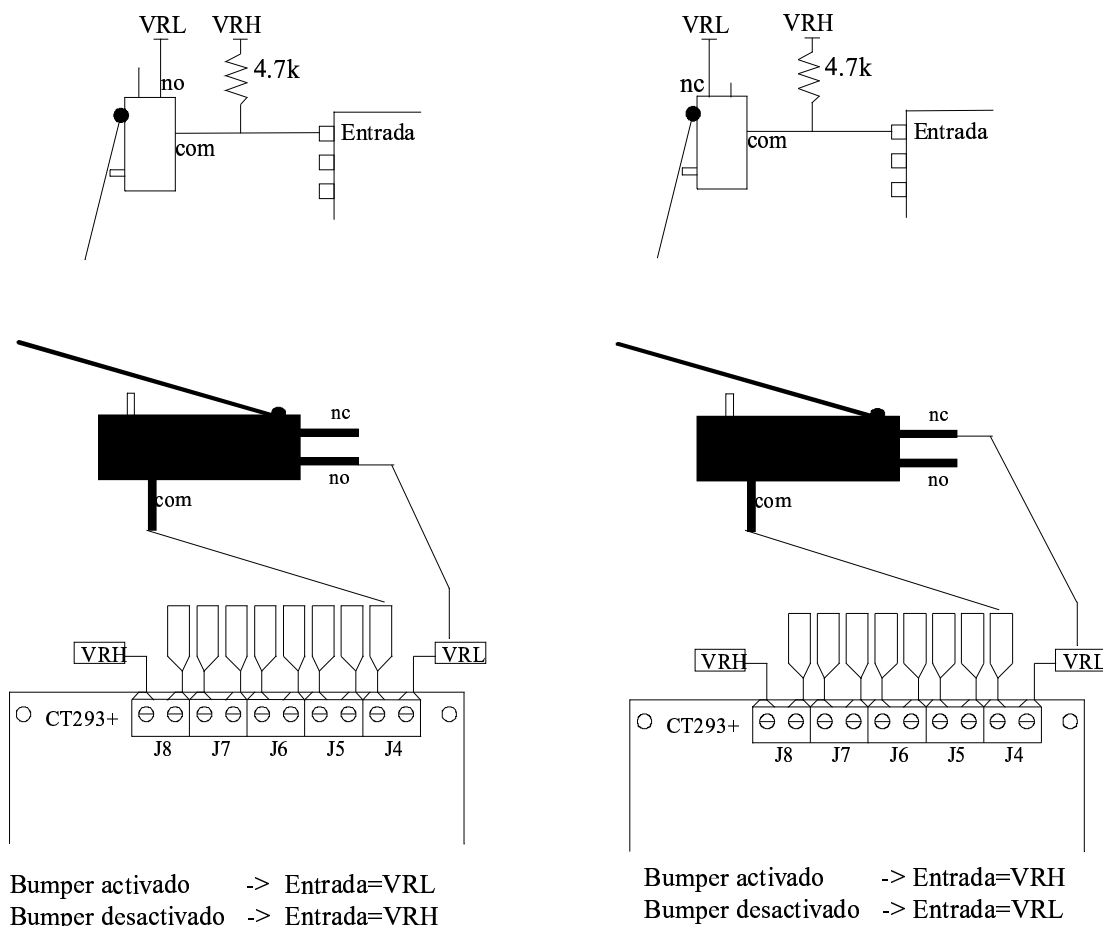 VRL VRH
no
4.7k
com
Entrada
VRL VRH
nc
4.7k
com
Entrada
nc
no
com
VRH
VRL
CT293+
J8 J7 J6 J5 J4
Bumper activado -> Entrada=VRL
Bumper desactivado -> Entrada=VRH
nc
no
com
VRH
VRL
CT293+
J8 J7 J6 J5 J4
Bumper activado -> Entrada=VRH
Bumper desactivado -> Entrada=VRL